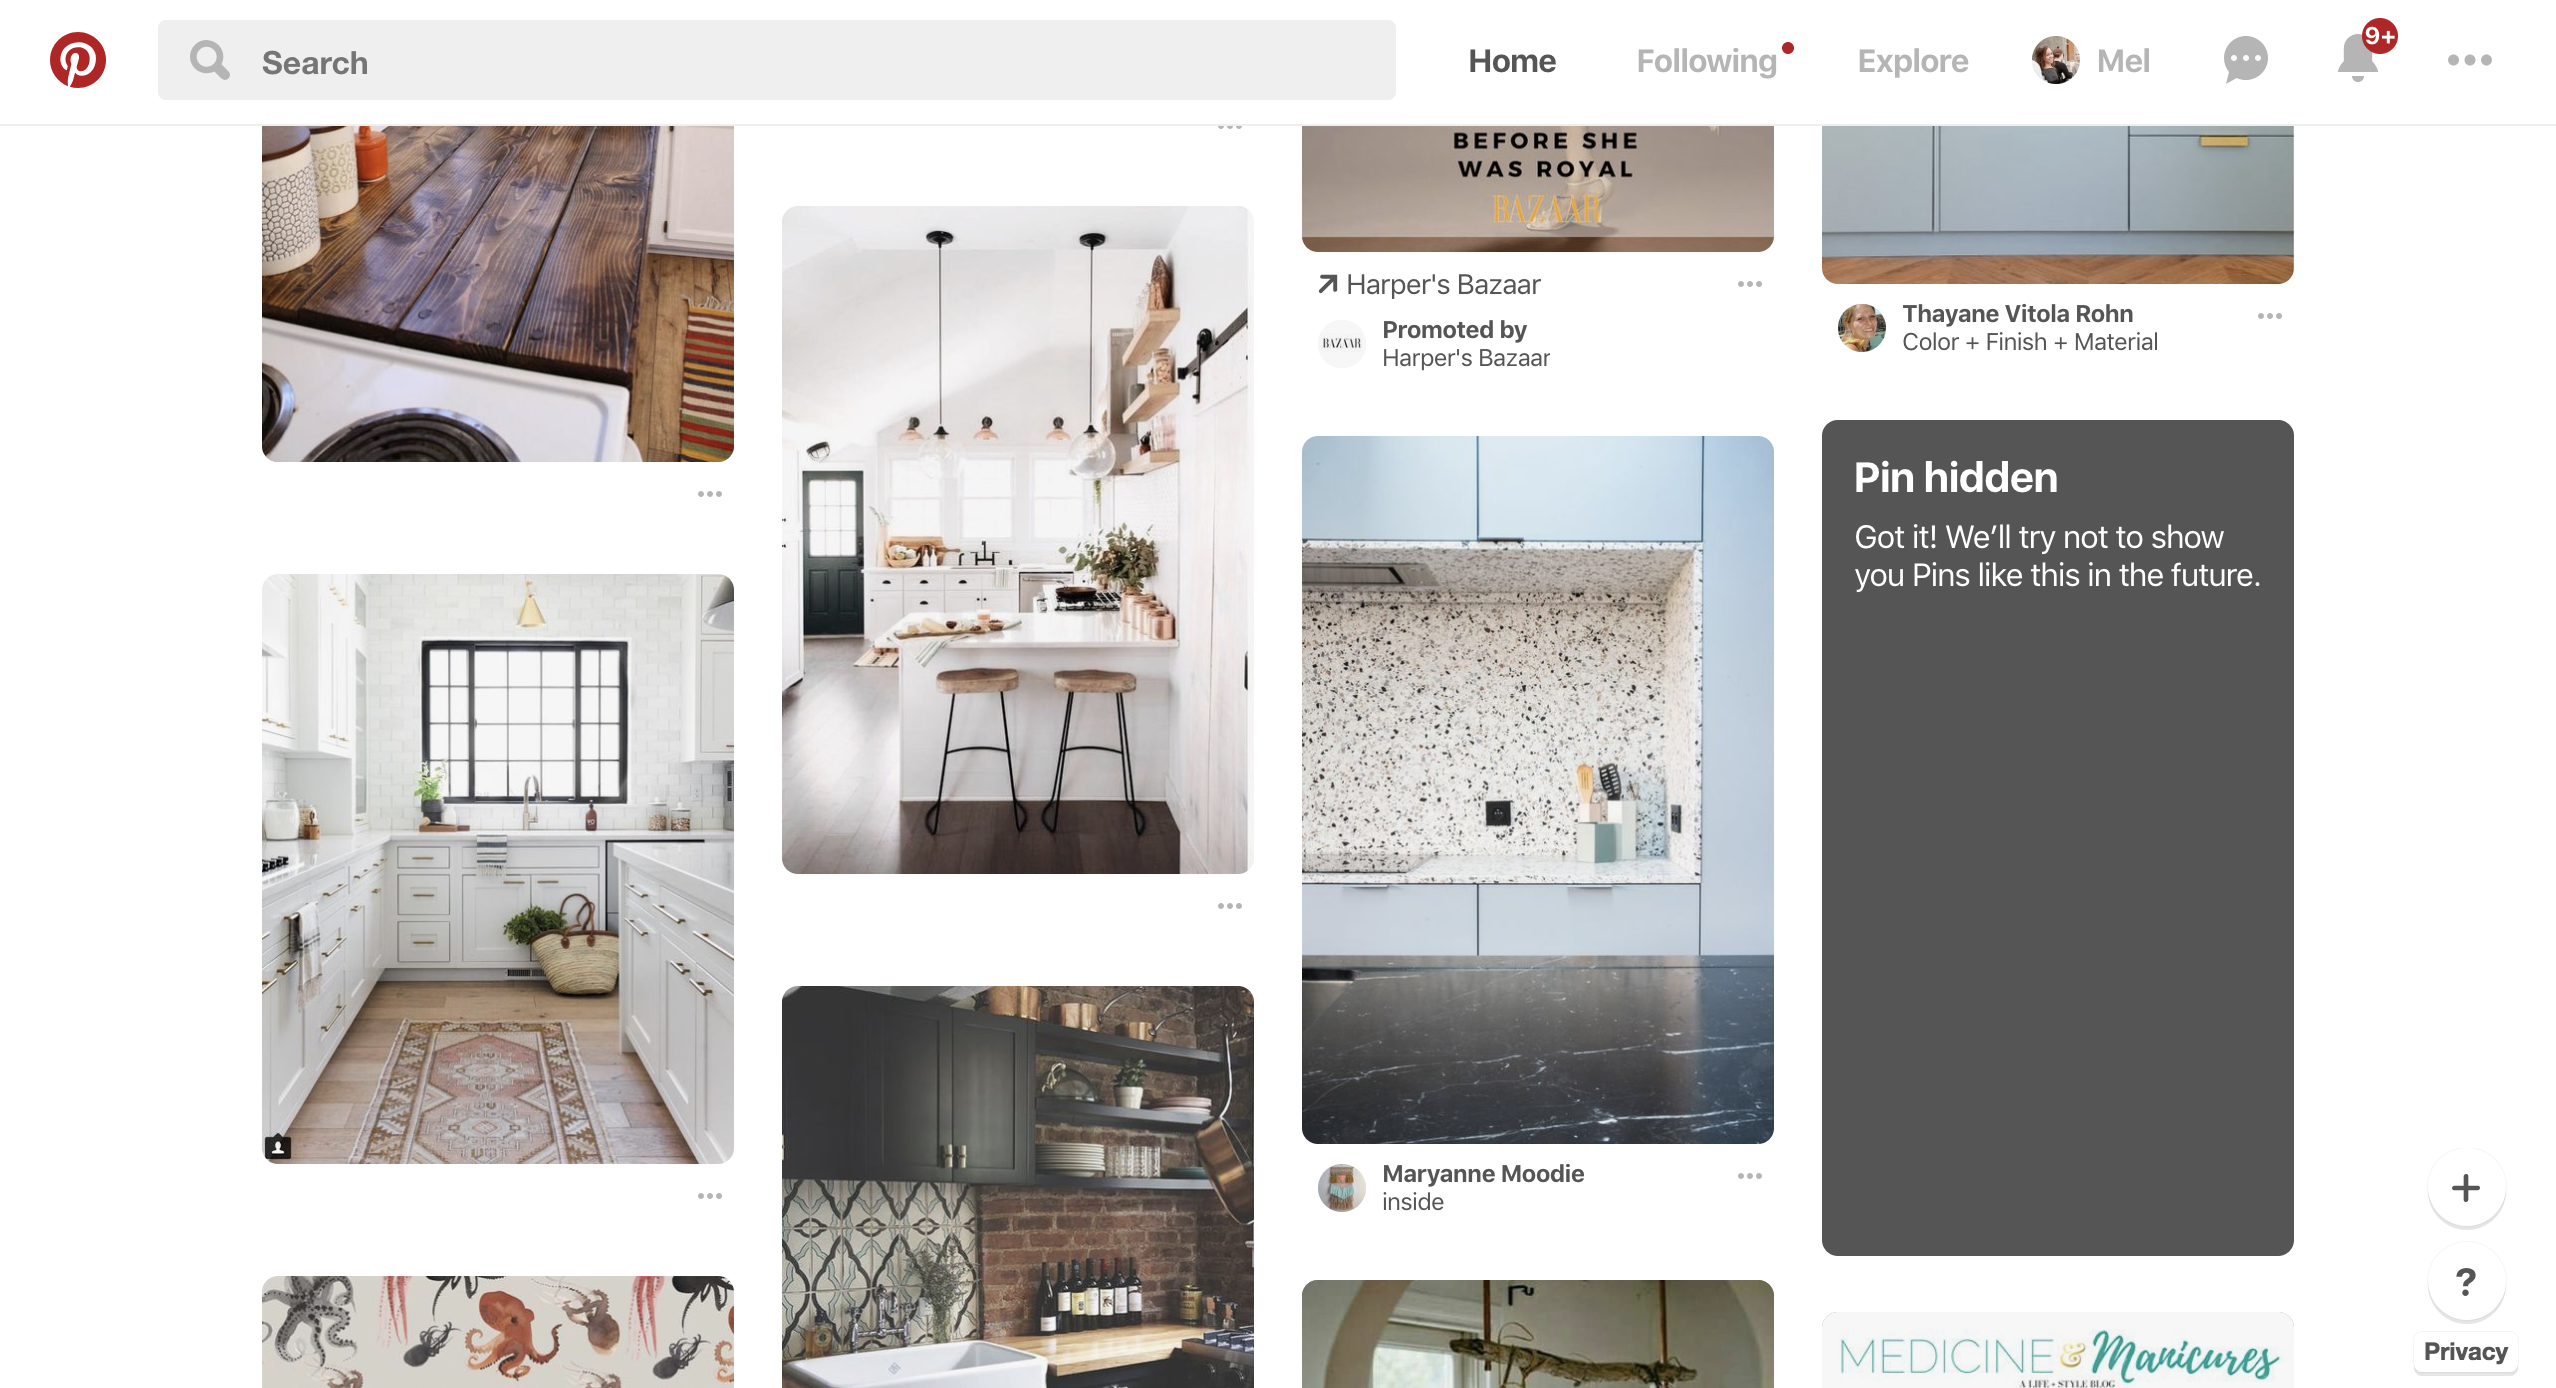 Search
Home
Following
Explore
Mel
9+
BEFORE SHE
WAS ROYAL
BAZAAR
Harper's Bazaar
BAZAAR
Promoted by
Harper's Bazaar
Thayane Vitola Rohn
Color + Finish + Material
Pin hidden
Got it! We'll try not to show
you Pins like this in the future.
Maryanne Moodie
inside
MEDICINE & Manicures
A LIFE + STYLE BLOG
?
Privacy